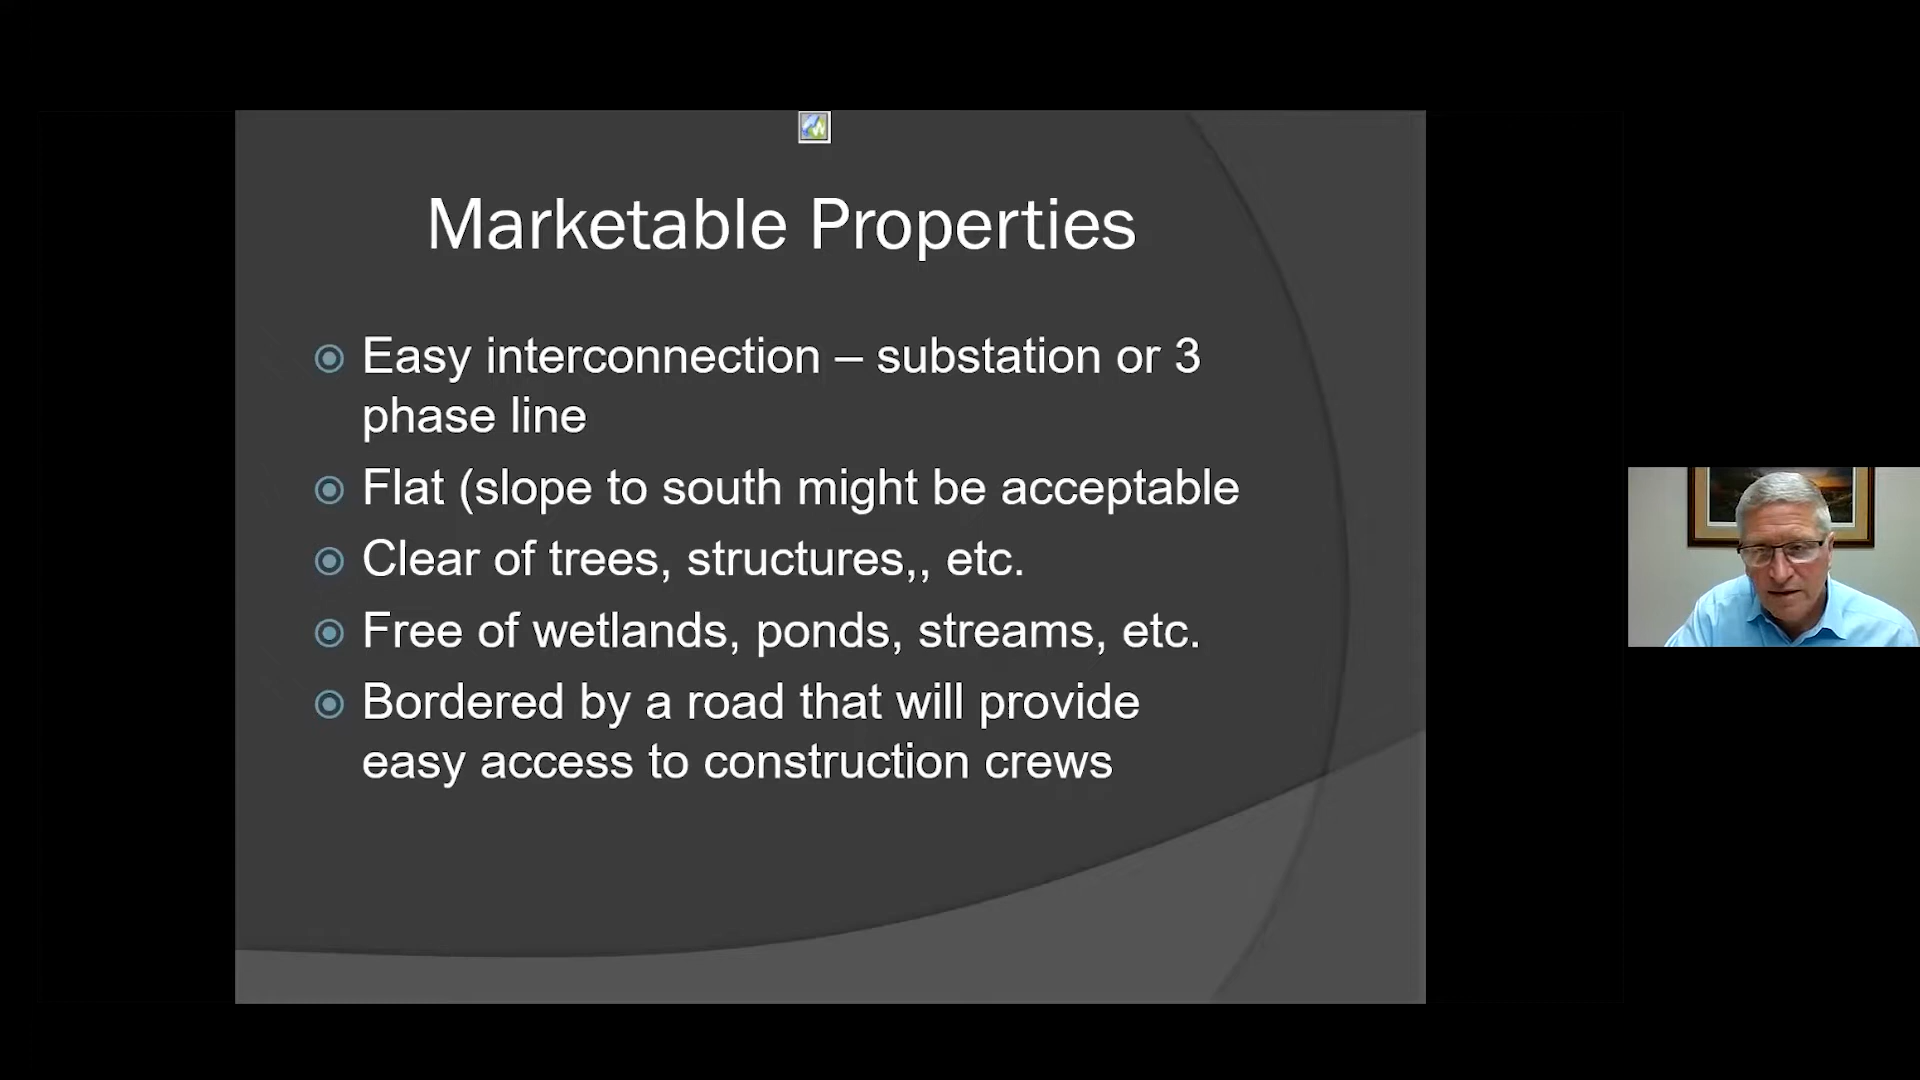 Marketable Properties
Easy interconnection – substation or 3
phase line
Flat (slope to south might be acceptable
Clear of trees, structures,, etc.
Free of wetlands, ponds, streams, etc.
Bordered by a road that will provide
easy access to construction crews